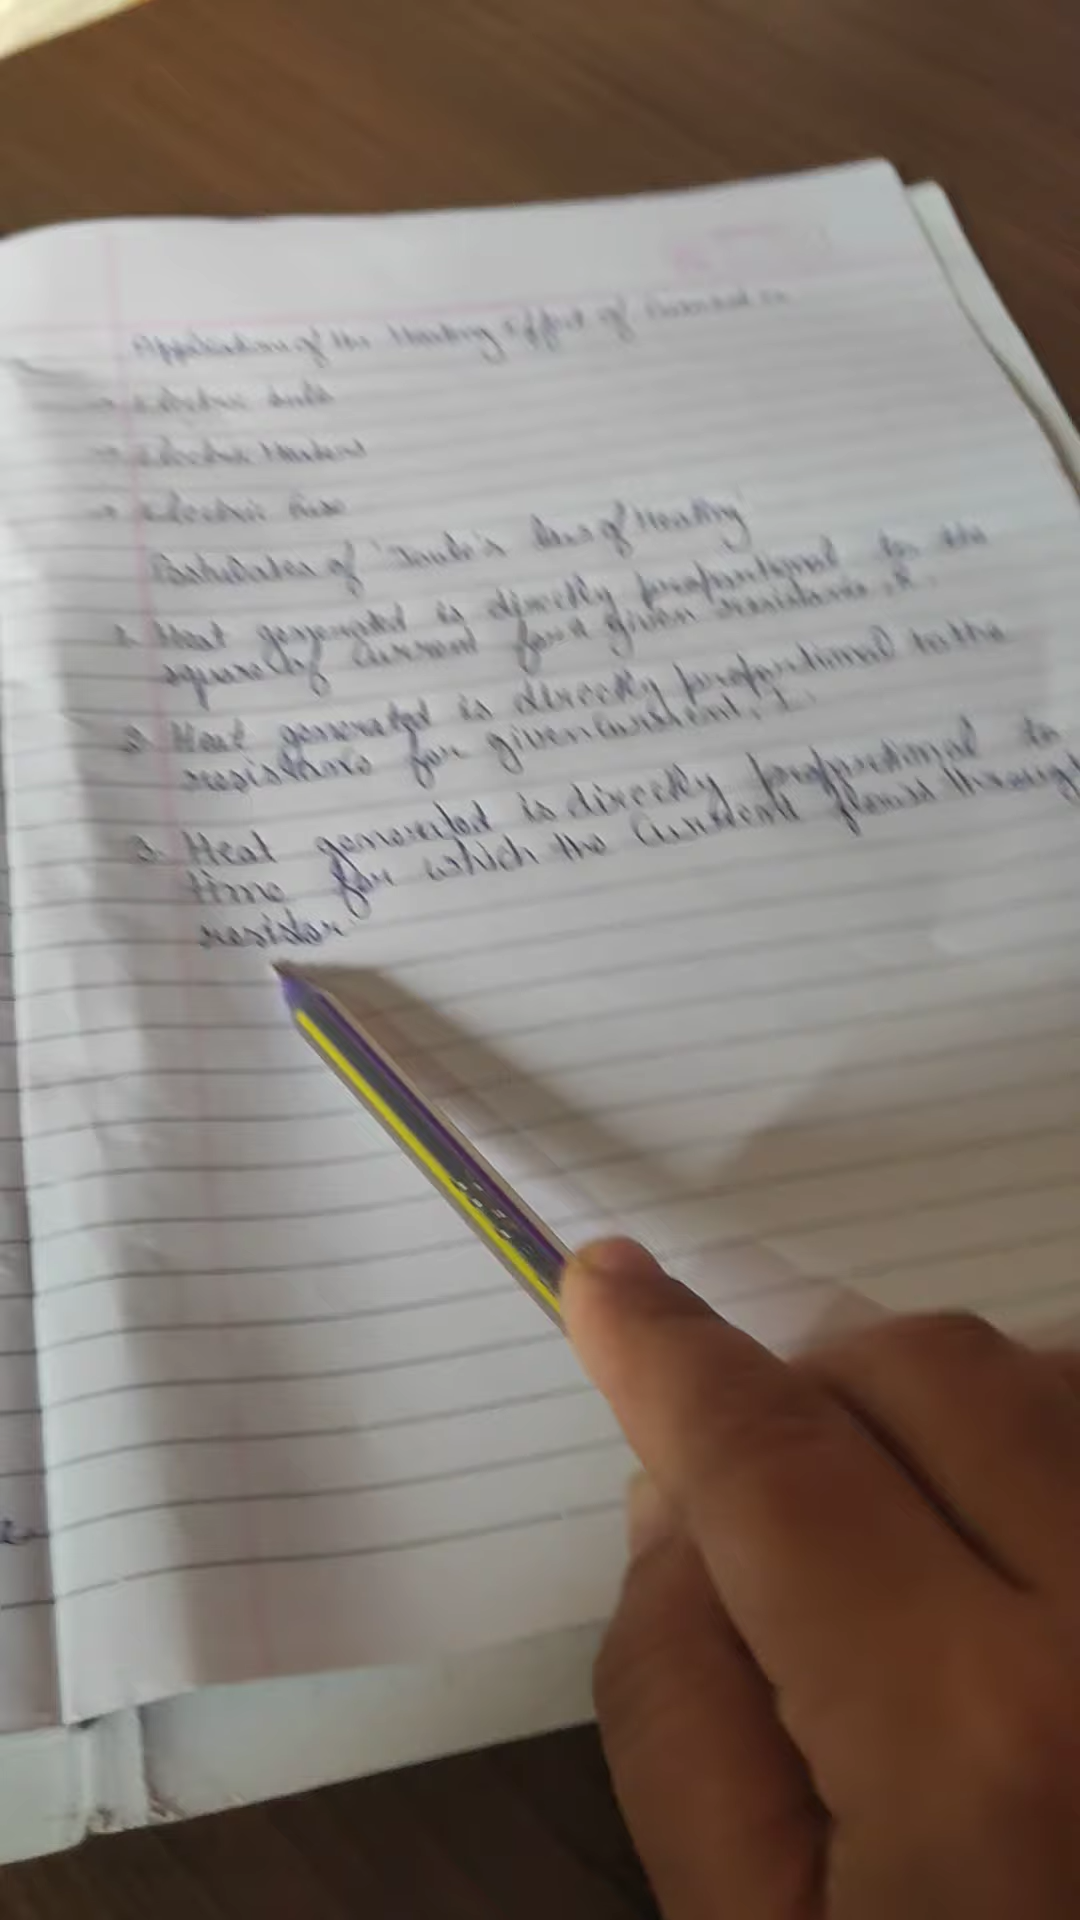 Application of the Heating effect of Current :-
→ Electric bulb
→ Electric Heaters
→ Electric fuse
Postulates of 'Joule's law of Heating'
1. Heat generated is directly proportional to the
square of Current for a given resistance, R.
2. Heat generated is directly proportional to the
resistance for given current, I.
3. Heat generated is directly proportional to
time for which the Current flows through
resistor